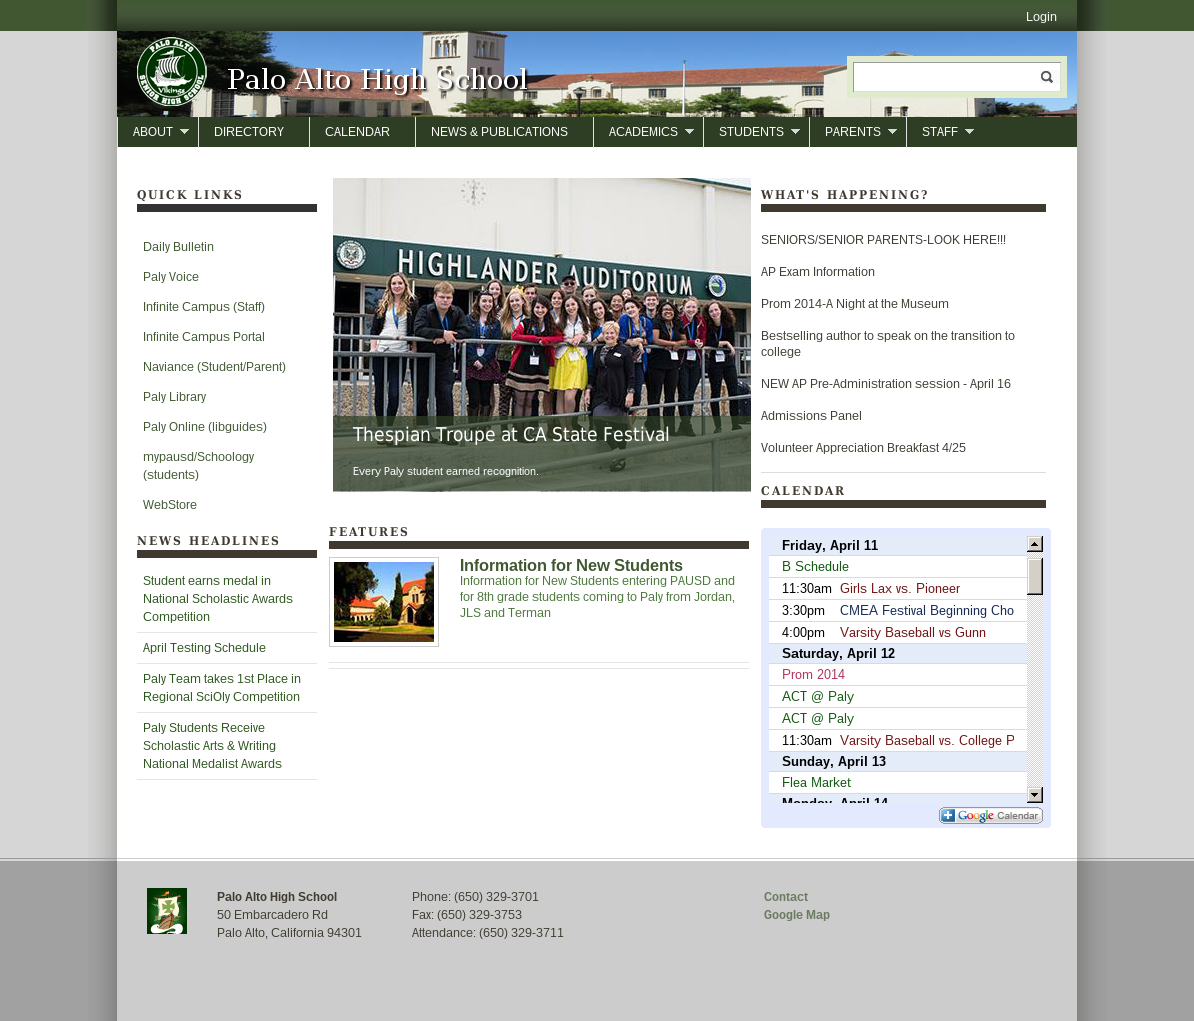 Login
PALO ALTO
Vikings
SENIOR HIGH SCHOOL
Palo Alto High School
ABOUT
DIRECTORY
CALENDAR
NEWS & PUBLICATIONS
ACADEMICS
STUDENTS
PARENTS
STAFF
QUICK LINKS
Daily Bulletin
Paly Voice
Infinite Campus (Staff)
Infinite Campus Portal
Naviance (Student/Parent)
Paly Library
Paly Online (libguides)
mypausd/Schoology
(students)
WebStore
NEWS HEADLINES
Student earns medal in
National Scholastic Awards
Competition
April Testing Schedule
Paly Team takes 1st Place in
Regional SciOly Competition
Paly Students Receive
Scholastic Arts & Writing
National Medalist Awards
HIGHLANDER AUDITORIUM
Thespian Troupe at CA State Festival
Every Paly student earned recognition.
FEATURES
Information for New Students
Information for New Students entering PAUSD and
for 8th grade students coming to Paly from Jordan,
JLS and Terman
WHAT'S HAPPENING?
SENIORS/SENIOR PARENTS-LOOK HERE!!!
AP Exam Information
Prom 2014-A Night at the Museum
Bestselling author to speak on the transition to
college
NEW AP Pre-Administration session - April 16
Admissions Panel
Volunteer Appreciation Breakfast 4/25
CALENDAR
Friday, April 11
B Schedule
11:30am Girls Lax vs. Pioneer
3:30pm CMEA Festival Beginning Cho
4:00pm Varsity Baseball vs Gunn
Saturday, April 12
Prom 2014
ACT @ Paly
ACT @ Paly
11:30am Varsity Baseball vs. College P
Sunday, April 13
Flea Market
Monday, April 14
Google Calendar
Palo Alto High School
50 Embarcadero Rd
Palo Alto, California 94301
Phone: (650) 329-3701
Fax: (650) 329-3753
Attendance: (650) 329-3711
Contact
Google Map